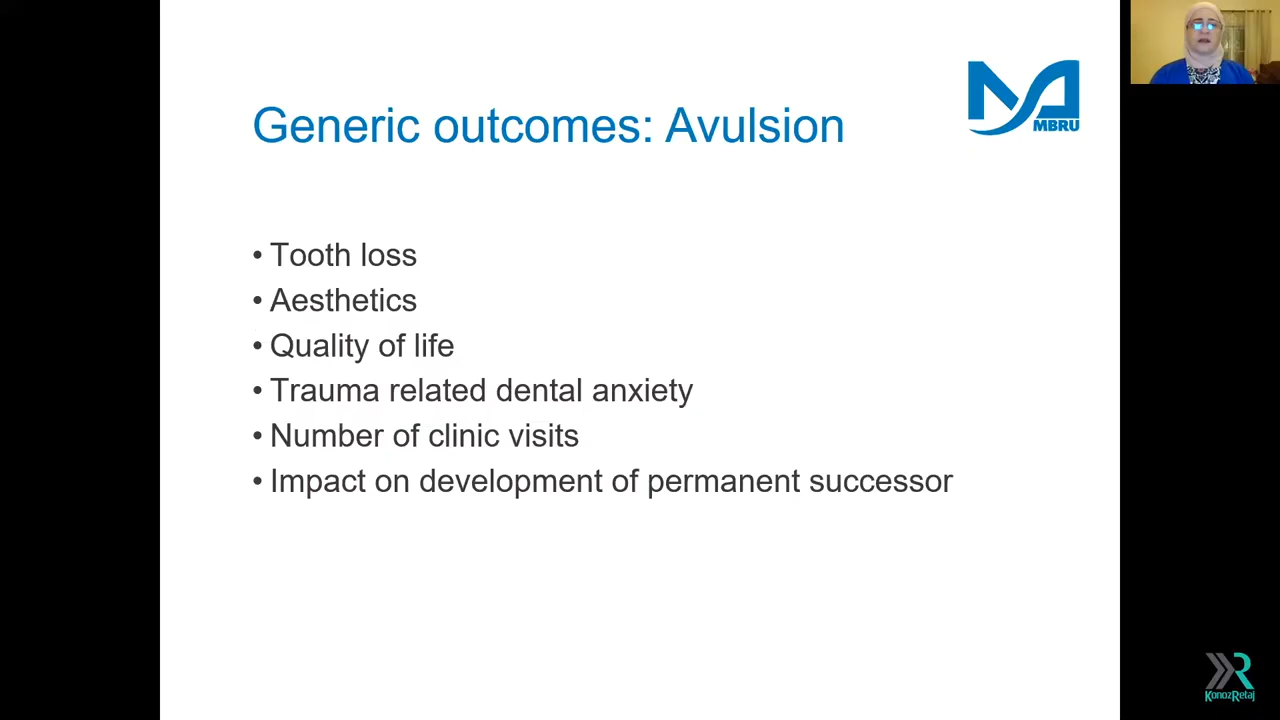 MBRU
Generic outcomes: Avulsion
• Tooth loss
• Aesthetics
• Quality of life
• Trauma related dental anxiety
• Number of clinic visits
• Impact on development of permanent successor
KonozRetaj